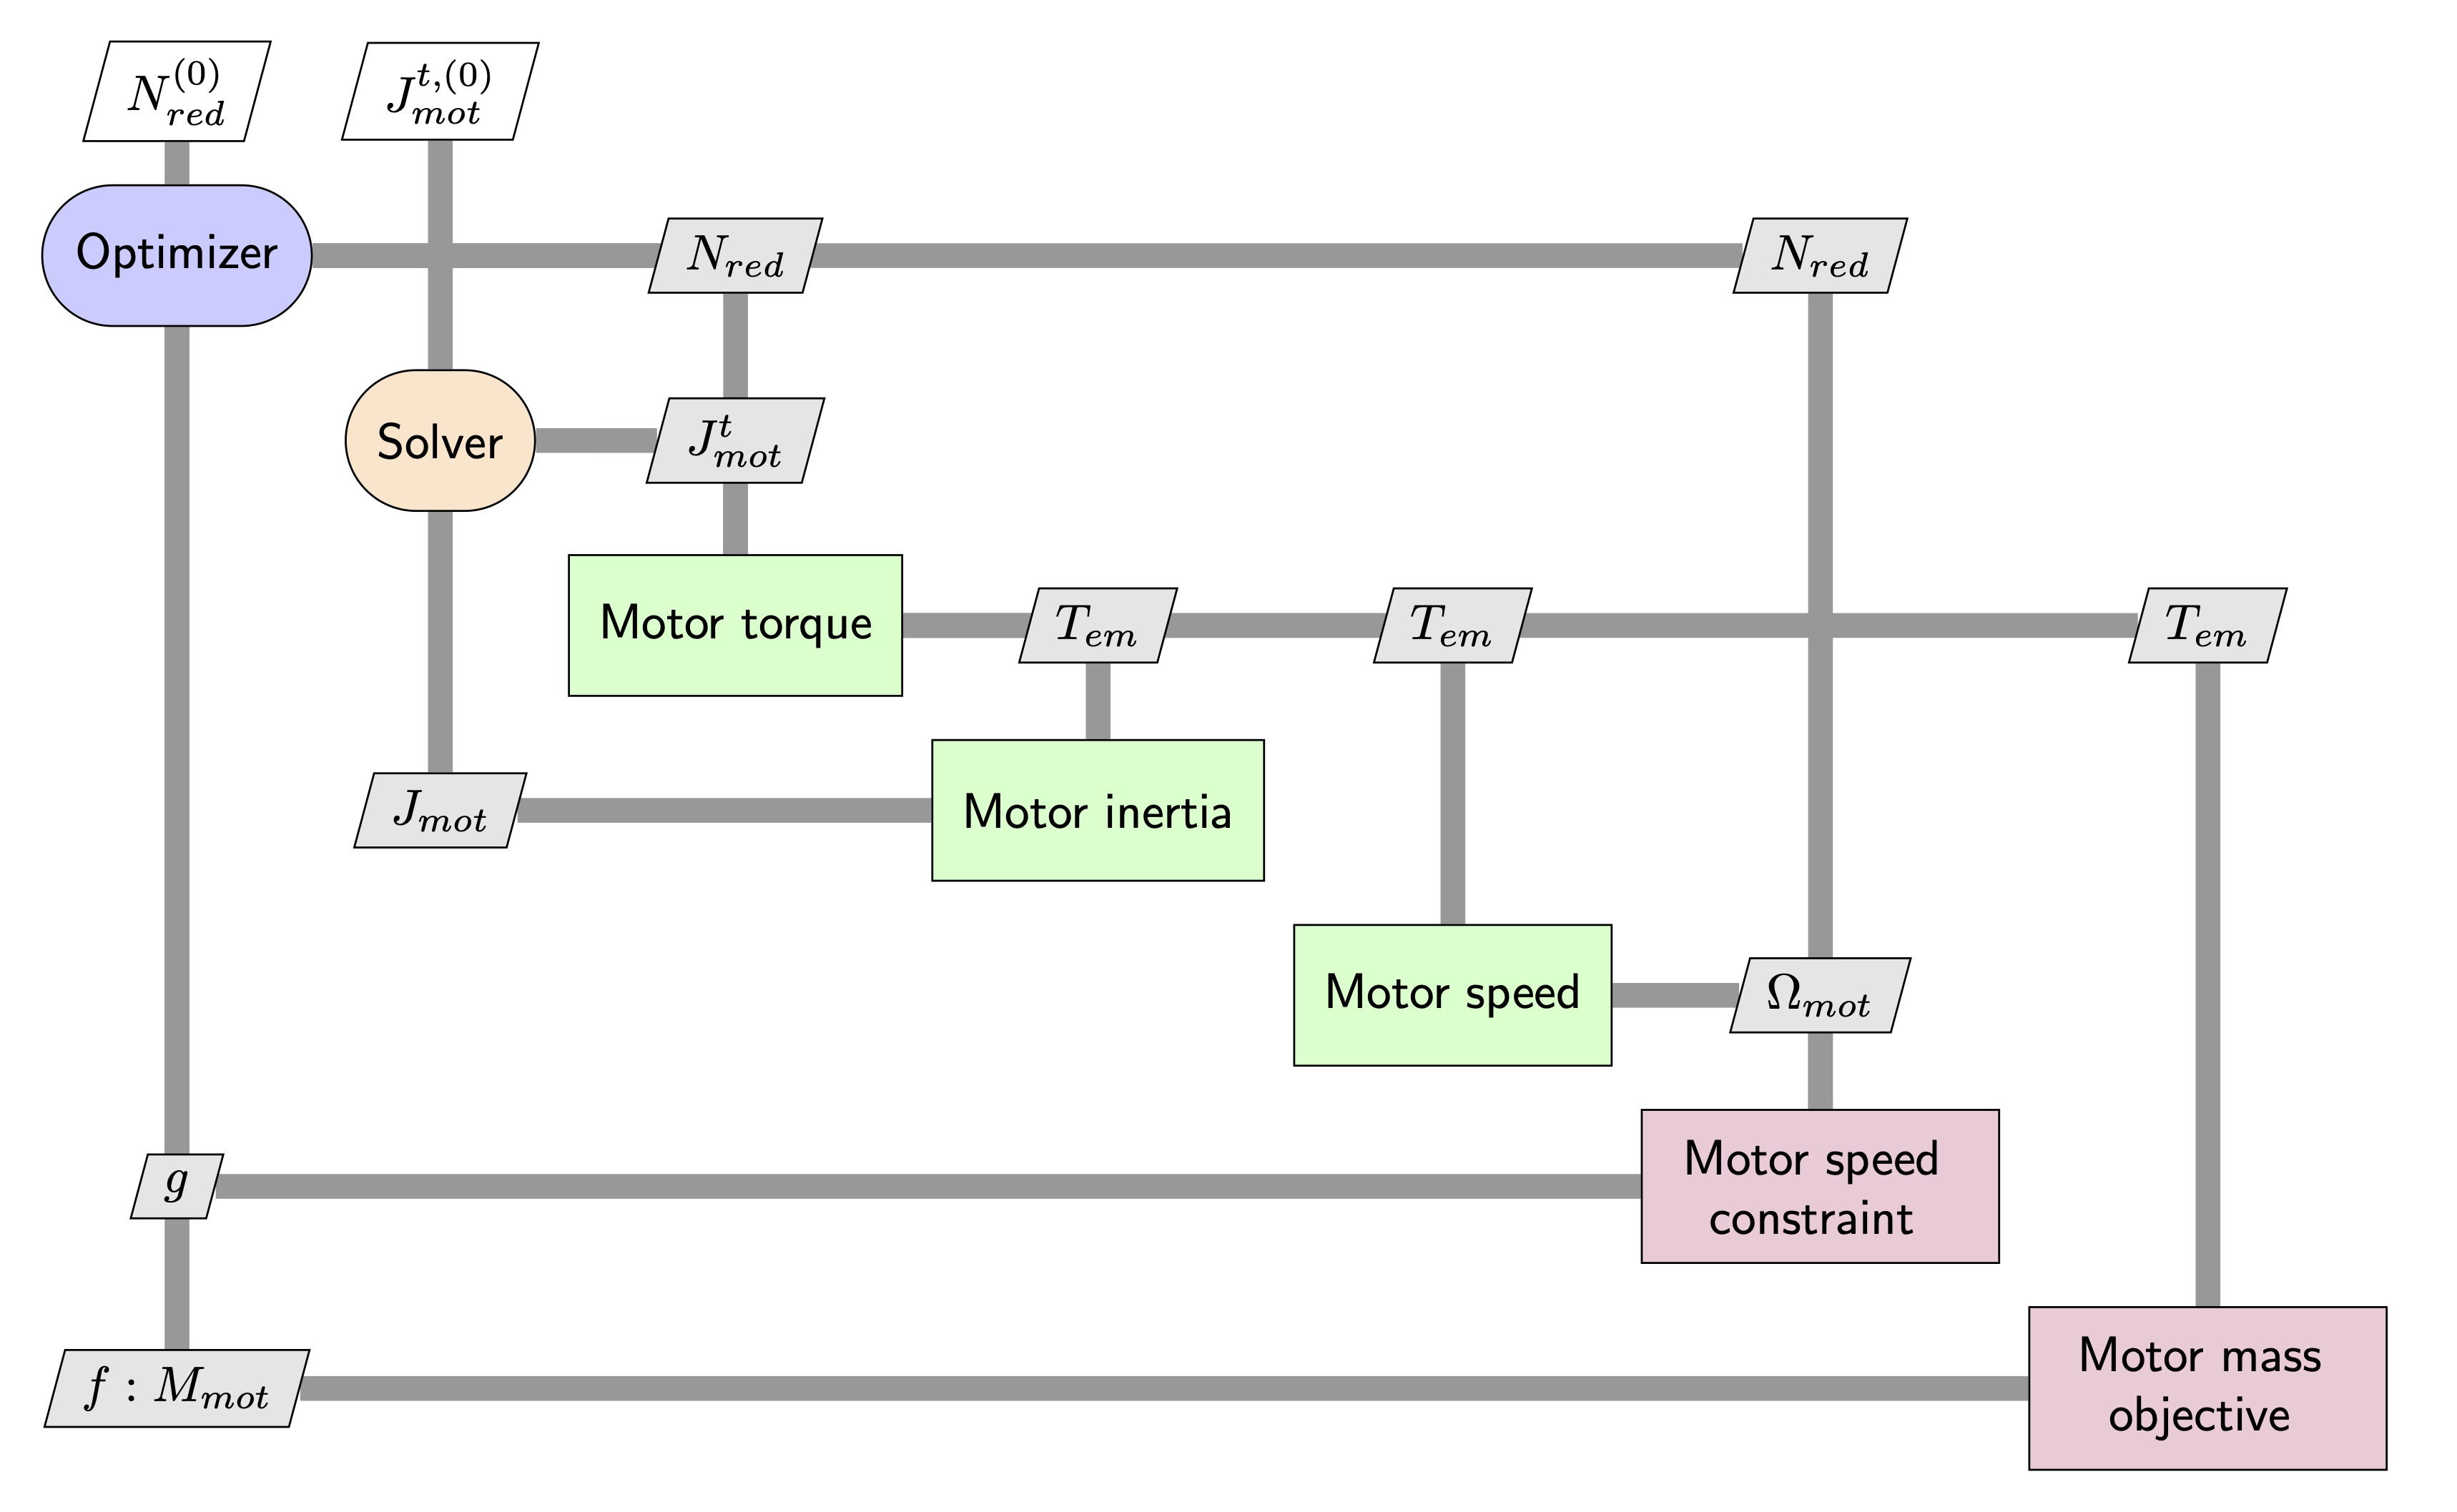 N_{red}^{(0)}
J_{mot}^{t,(0)}
Optimizer
N_{red}
N_{red}
Solver
J_{mot}^{t}
Motor torque
T_{em}
T_{em}
T_{em}
J_{mot}
Motor inertia
Motor speed
Ω_{mot}
g
Motor speed
constraint
f : M_{mot}
Motor mass
objective